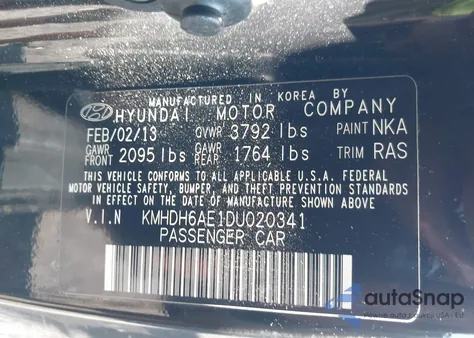 MANUFACTURED IN KOREA BY
HYUNDAI MOTOR COMPANY
FEB/02/13 GVWR 3792 lbs PAINT NKA
GAWR FRONT 2095 lbs GAWR REAR 1764 lbs TRIM RAS
THIS VEHICLE CONFORMS TO ALL APPLICABLE U.S.A. FEDERAL
MOTOR VEHICLE SAFETY, BUMPER, AND THEFT PREVENTION
STANDARDS IN EFFECT ON THE DATE OF MANUFACTURE SHOWN ABOVE.
V.I.N KMHDH6AE1DU020341
PASSENGER CAR
autoSnap